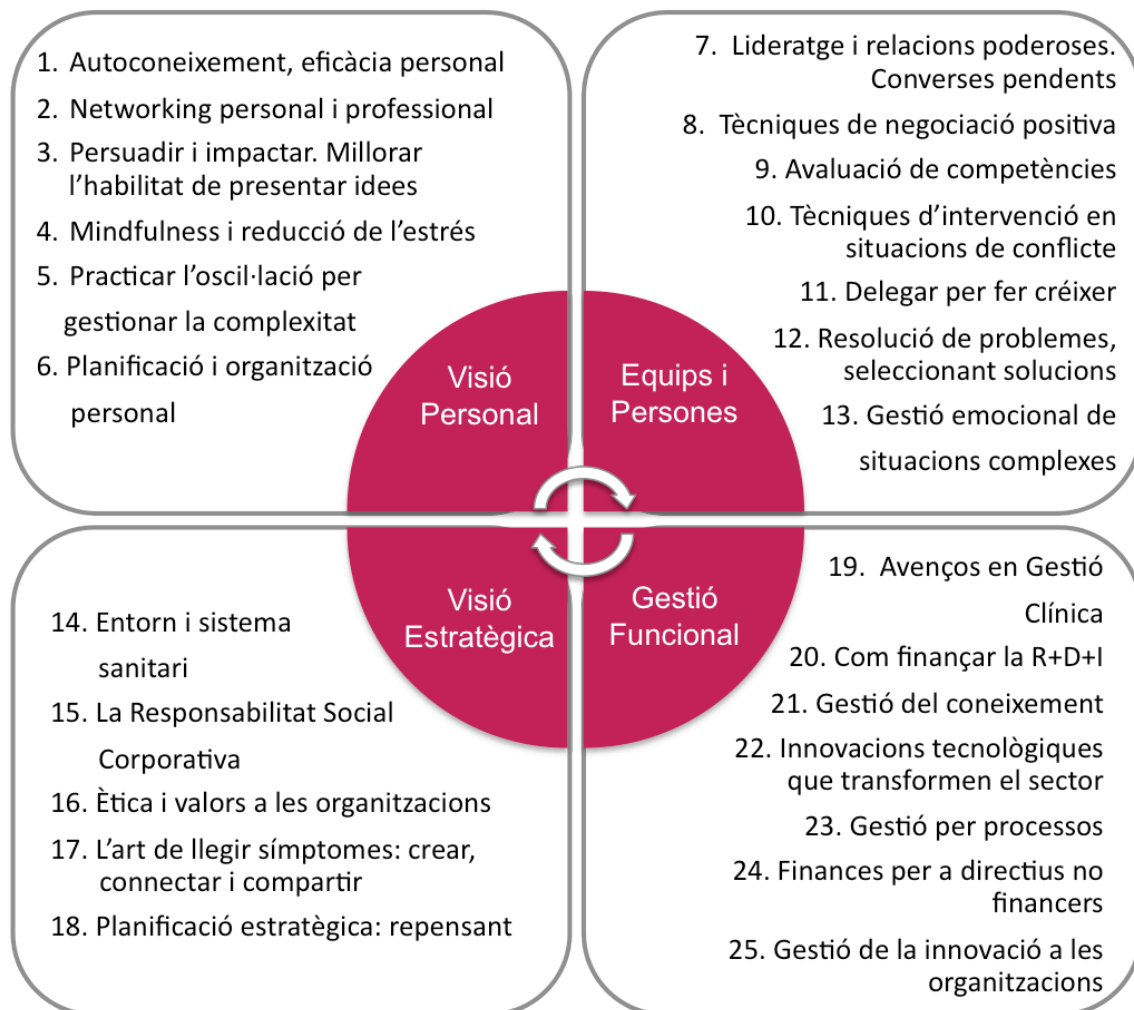 1. Autoconeixement, eficàcia personal
2. Networking personal i professional
3. Persuadir i impactar. Millorar
l’habilitat de presentar idees
4. Mindfulness i reducció de l’estrés
5. Practicar l’oscil·lació per
gestionar la complexitat
6. Planificació i organització
personal
Visió
Personal
7. Lideratge i relacions poderoses.
Converses pendents
8. Tècniques de negociació positiva
9. Avaluació de competències
10. Tècniques d’intervenció en
situacions de conflicte
11. Delegar per fer créixer
12. Resolució de problemes,
seleccionant solucions
13. Gestió emocional de
situacions complexes
Equips i
Persones
14. Entorn i sistema
sanitari
15. La Responsabilitat Social
Corporativa
16. Ètica i valors a les organitzacions
17. L’art de llegir símptomes: crear,
connectar i compartir
18. Planificació estratègica: repensant
Visió
Estratègica
19. Avenços en Gestió
Clínica
20. Com finançar la R+D+I
21. Gestió del coneixement
22. Innovacions tecnològiques
que transformen el sector
23. Gestió per processos
24. Finances per a directius no
financers
25. Gestió de la innovació a les
organitzacions
Gestió
Funcional